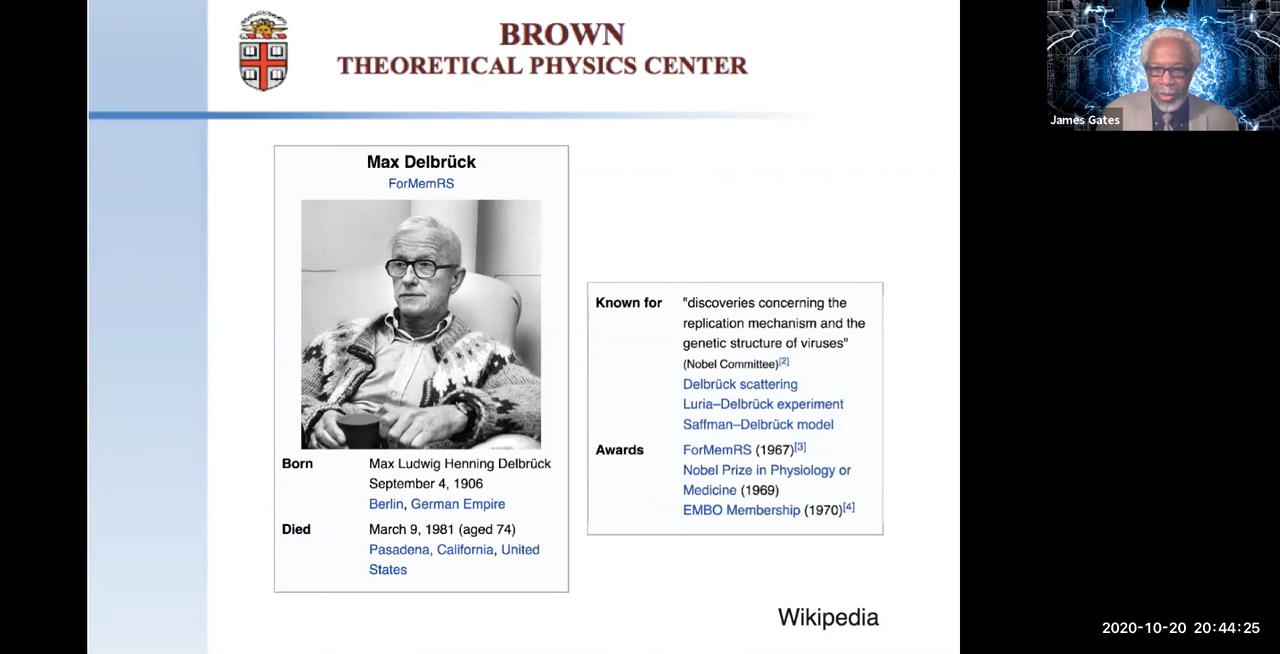 BROWN
THEORETICAL PHYSICS CENTER
James Gates
Max Delbrück
ForMemRS
Born Max Ludwig Henning Delbrück
September 4, 1906
Berlin, German Empire
Died March 9, 1981 (aged 74)
Pasadena, California, United
States
Known for "discoveries concerning the
replication mechanism and the
genetic structure of viruses"
(Nobel Committee)[2]
Delbrück scattering
Luria–Delbrück experiment
Saffman–Delbrück model
Awards ForMemRS (1967)[3]
Nobel Prize in Physiology or
Medicine (1969)
EMBO Membership (1970)[4]
Wikipedia
2020-10-20 20:44:25